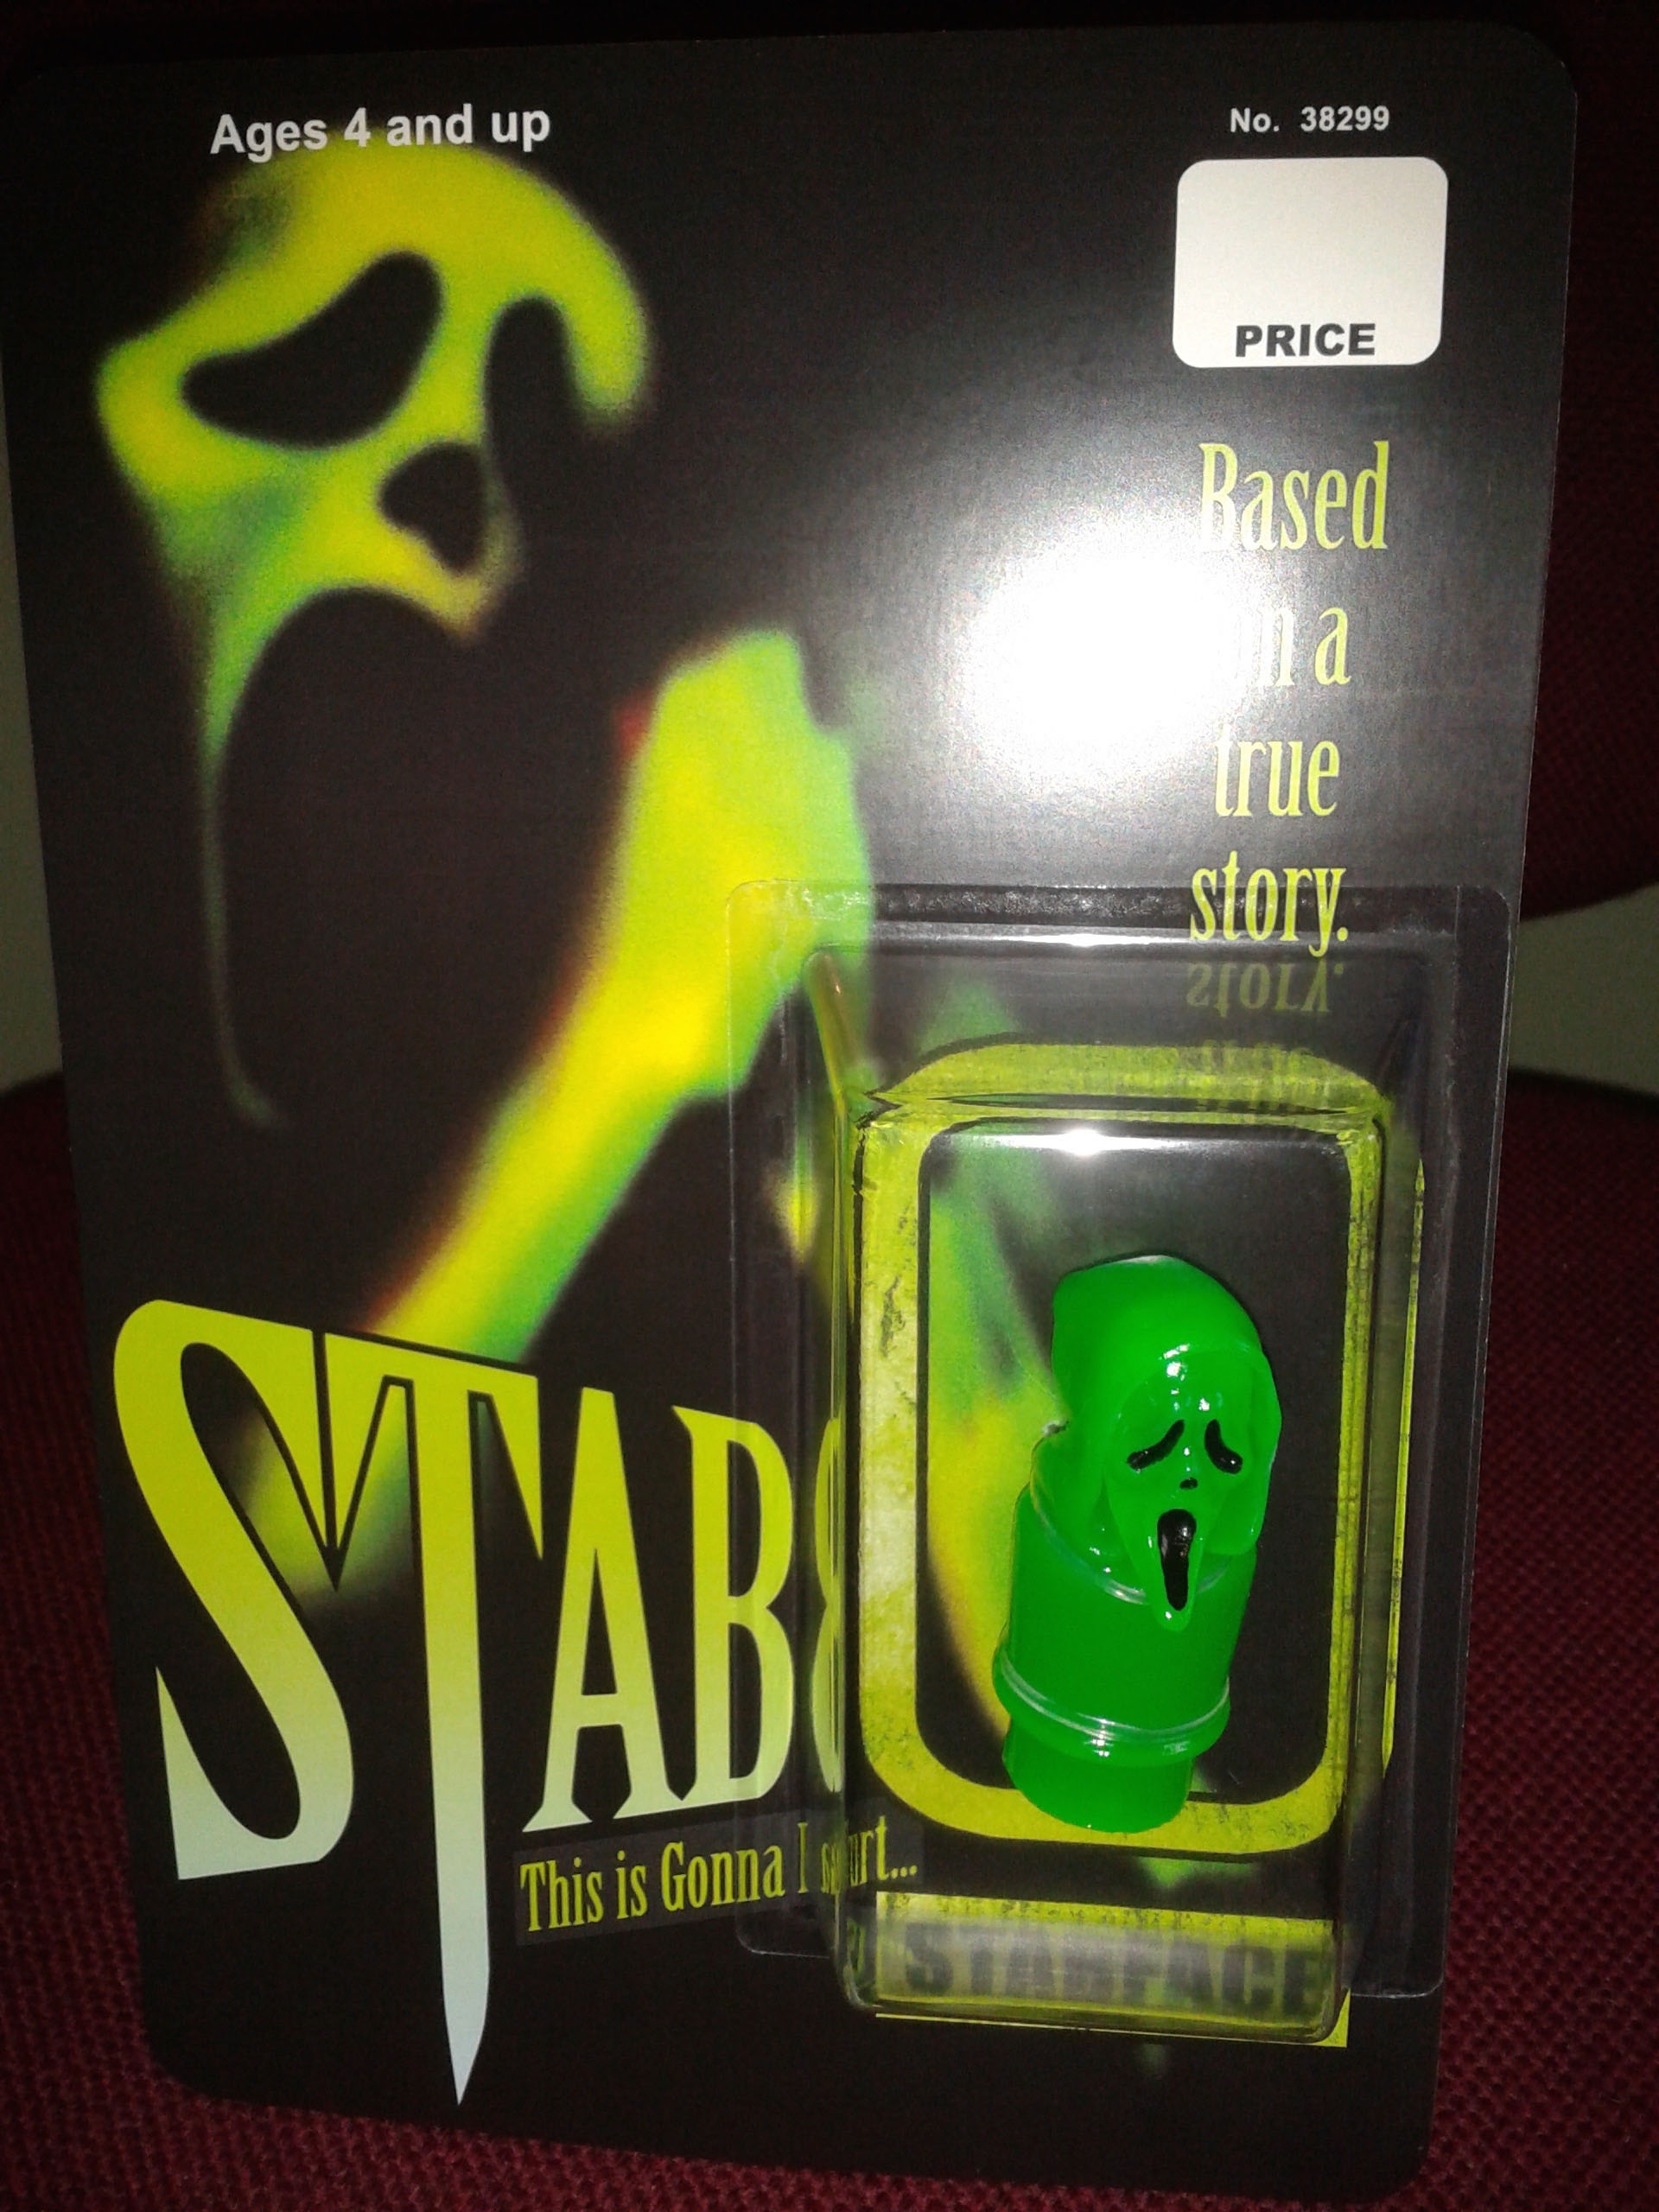 Ages 4 and up
No. 38299
PRICE
Based
a
true
story.
STAB
This is Gonna